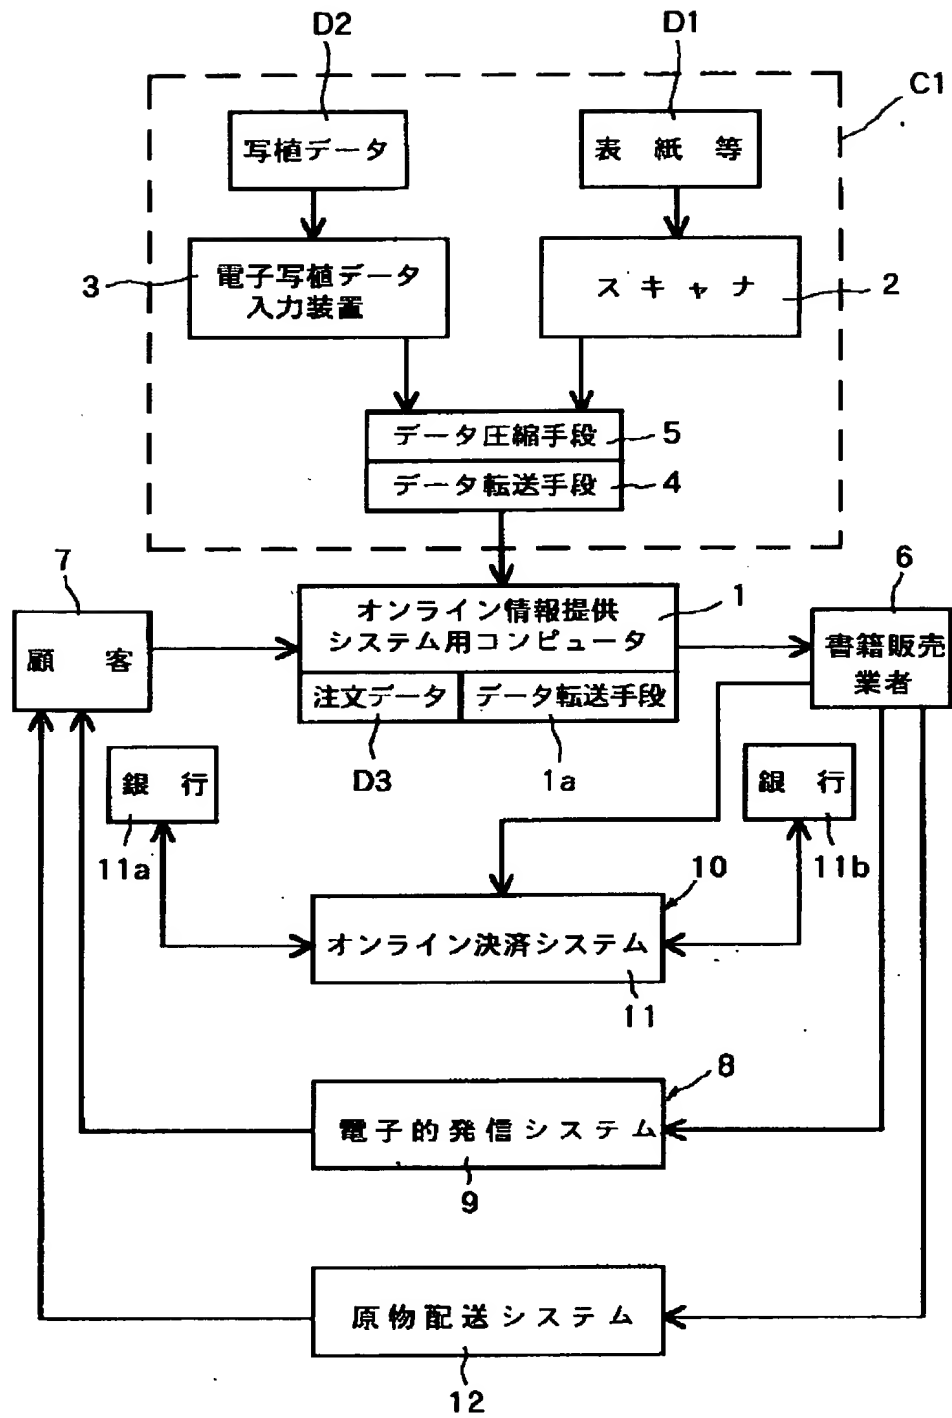 D2
D1
C1
写植データ
表紙等
3
電子写植データ
入力装置
スキャナ
2
データ圧縮手段
5
データ転送手段
4
7
6
顧客
オンライン情報提供
システム用コンピュータ
1
書籍販売
業者
注文データ
データ転送手段
D3
1a
銀行
11a
銀行
11b
10
オンライン決済システム
11
8
電子的発信システム
9
原物配送システム
12